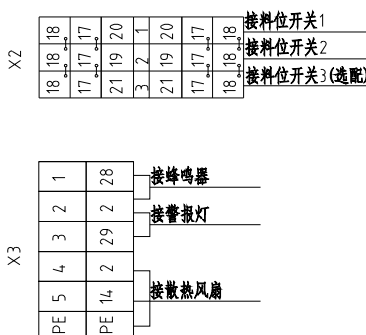 X2
18 17 20 1 20 17 18 接料位开关1
18 17 19 2 19 17 18 接料位开关2
18 17 21 3 21 17 18 接料位开关3(选配)
X3
1 28 接蜂鸣器
2 2
3 29 接警报灯
4 2
5 14 接散热风扇
PE PE